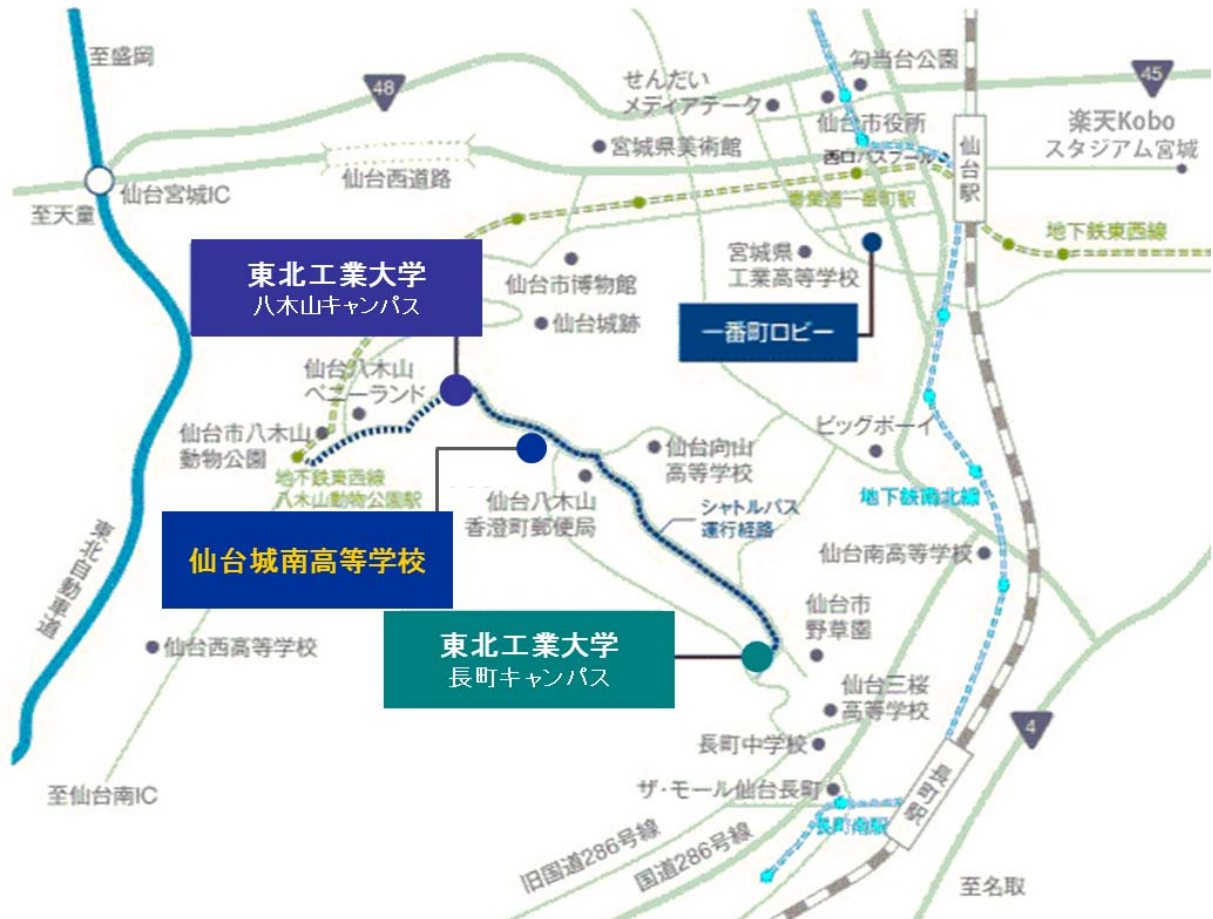 至盛岡
48
せんだい
メディアテーク
勾当台公園
45
仙台市役所
楽天Kobo
スタジアム宮城
宮城県美術館
西口バスプール
仙台駅
仙台西道路
仙台宮城IC
至天童
青葉通一番町駅
地下鉄東西線
東北工業大学
八木山キャンパス
仙台市博物館
宮城県
工業高等学校
仙台城跡
一番町ロビー
仙台八木山
ベニーランド
仙台市八木山
動物公園
地下鉄東西線
八木山動物公園駅
仙台向山
高等学校
ビッグボーイ
仙台八木山
香澄町郵便局
シャトルバス
運行経路
地下鉄南北線
仙台城南高等学校
仙台南高等学校
東北自動車道
仙台市
野草園
仙台西高等学校
東北工業大学
長町キャンパス
仙台三桜
高等学校
4
長町中学校
長町駅
至仙台南IC
ザ・モール仙台長町
長町南駅
旧国道286号線
国道286号線
至名取